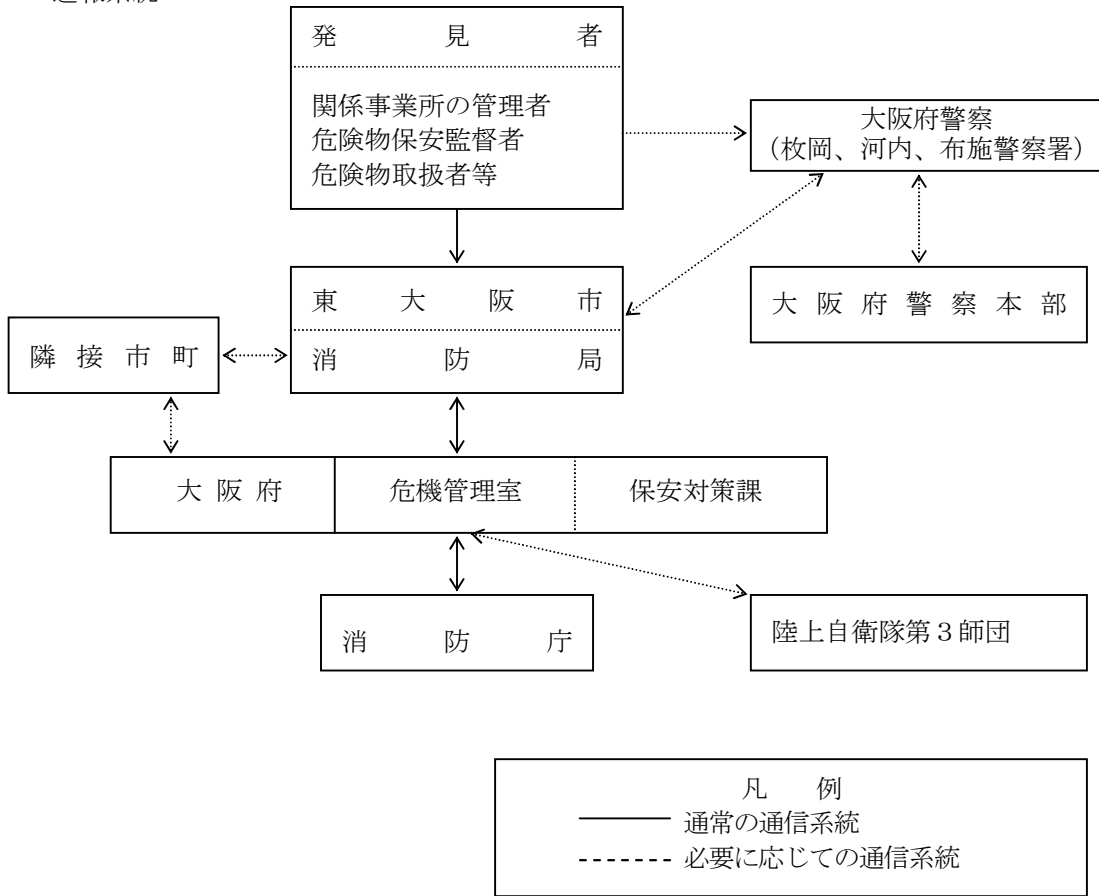 発見者
関係事業所の管理者
危険物保安監督者
危険物取扱者等
大阪府警察
(枚岡、河内、布施警察署)
東大阪市
消防局
大阪府警察本部
隣接市町
大阪府
危機管理室
保安対策課
消防庁
陸上自衛隊第3師団
凡例
通常の通信系統
必要に応じての通信系統